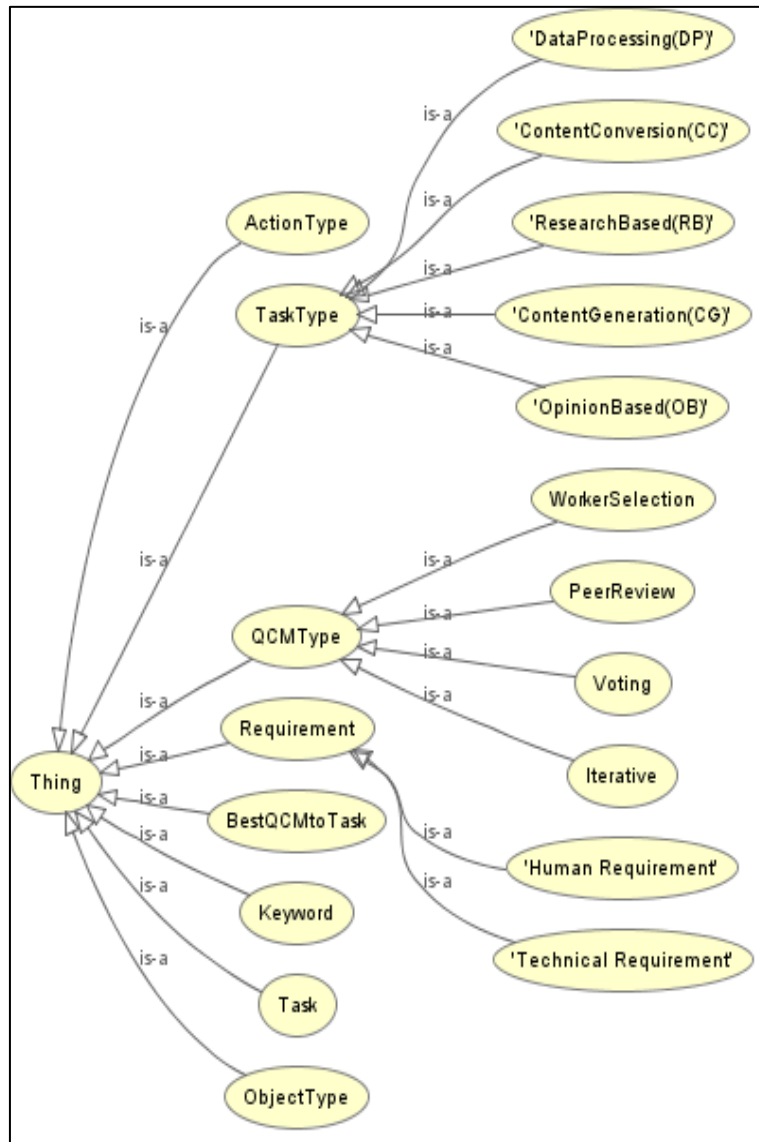 'DataProcessing(DP)'
is-a
'ContentConversion(CC)'
is-a
ActionType
'ResearchBased(RB)'
is-a
TaskType
is-a
'ContentGeneration(CG)'
is-a
is-a
'OpinionBased(OB)'
WorkerSelection
is-a
is-a
PeerReview
QCMType
is-a
is-a
Voting
is-a
is-a
Requirement
is-a
Iterative
Thing
is-a
BestQCMtoTask
is-a
'Human Requirement'
is-a
is-a
Keyword
is-a
'Technical Requirement'
Task
ObjectType